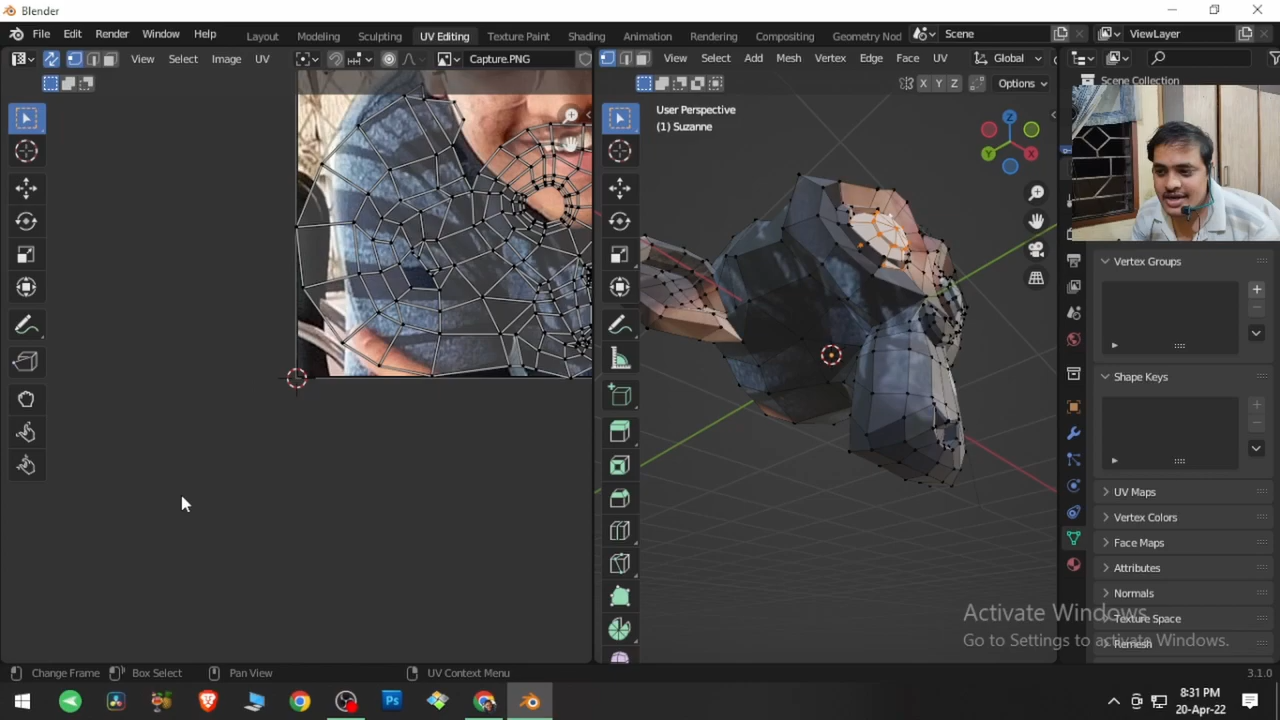 Blender
File Edit Render Window Help Layout Modeling Sculpting UV Editing Texture Paint Shading Animation Rendering Compositing Geometry Nod Scene ViewLayer
View Select Image UV Capture.PNG View Select Add Mesh Vertex Edge Face UV Global
X Y Z Options Scene Collection
User Perspective
(1) Suzanne
Z
Y X
Vertex Groups
Shape Keys
UV Maps
Vertex Colors
Face Maps
Attributes
Normals
Texture Space
Remesh
Activate Windows
Go to Settings to activate Windows.
Change Frame Box Select Pan View UV Context Menu 3.1.0
Ps 8:31 PM
20-Apr-22